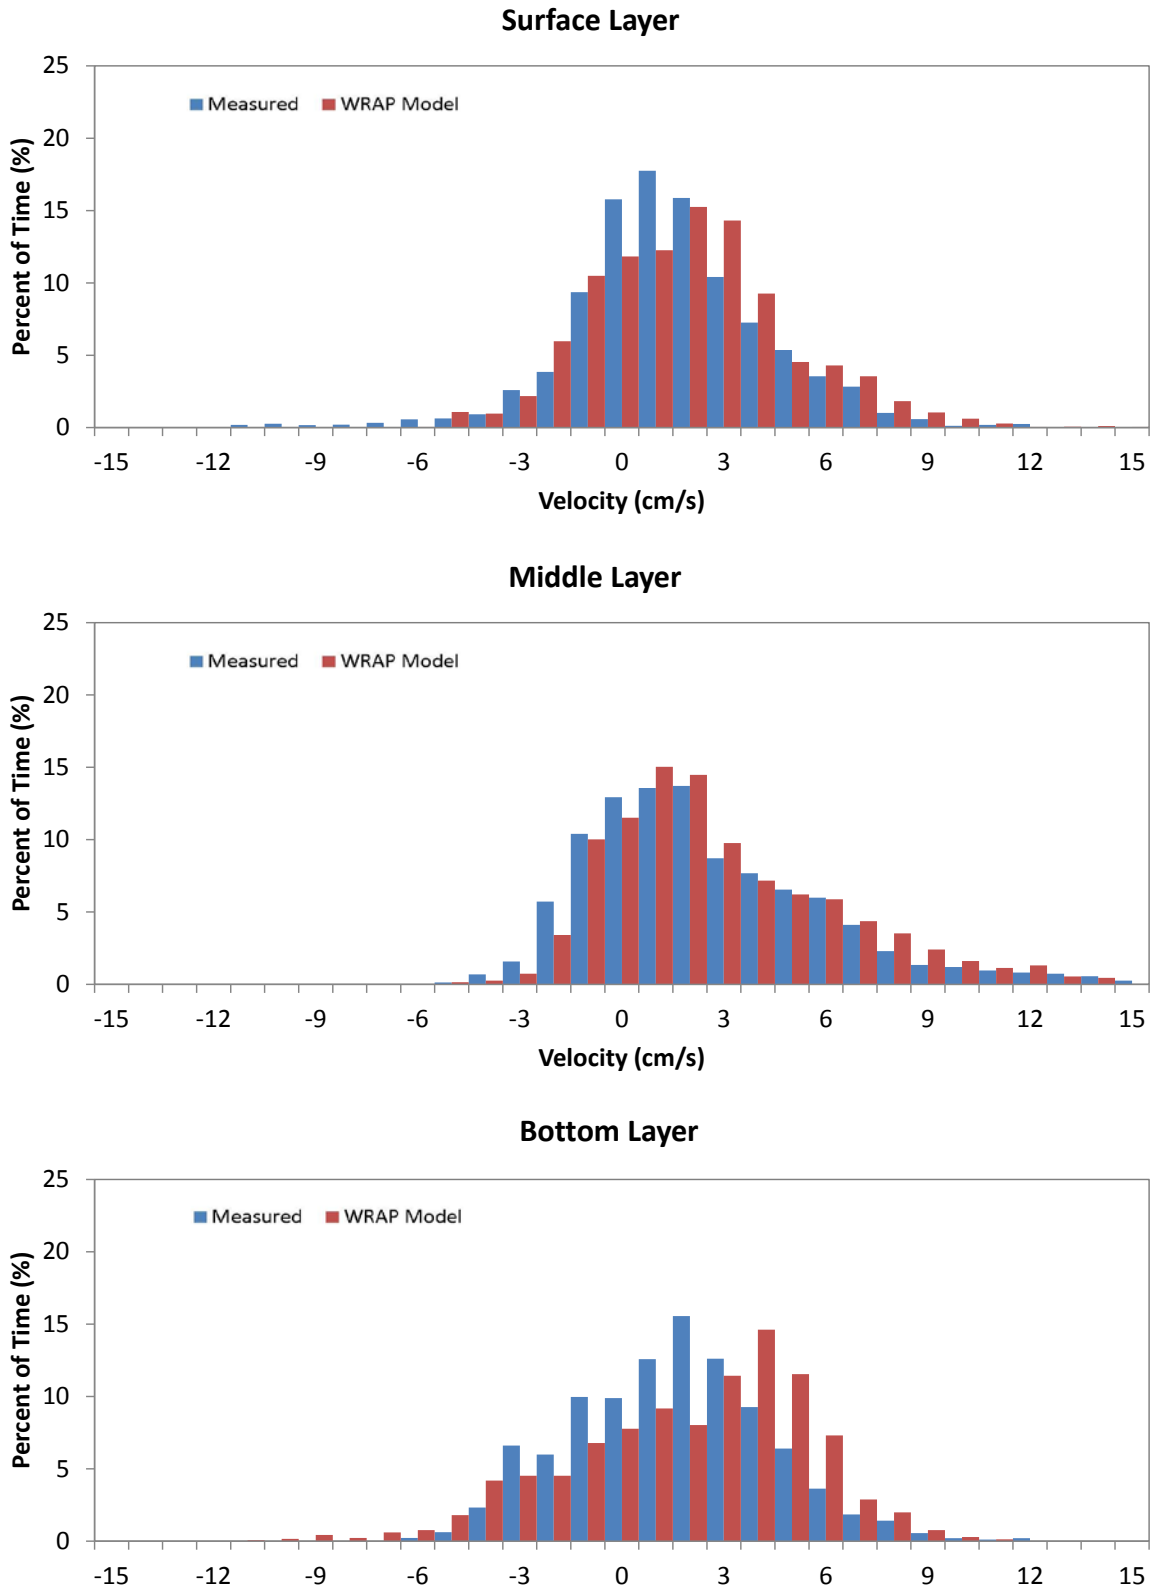 Surface Layer
25
20
15
10
5
0
Percent of Time (%)
Measured WRAP Model
-15 -12 -9 -6 -3 0 3 6 9 12 15
Velocity (cm/s)
Middle Layer
25
20
15
10
5
0
Percent of Time (%)
Measured WRAP Model
-15 -12 -9 -6 -3 0 3 6 9 12 15
Velocity (cm/s)
Bottom Layer
25
20
15
10
5
0
Percent of Time (%)
Measured WRAP Model
-15 -12 -9 -6 -3 0 3 6 9 12 15